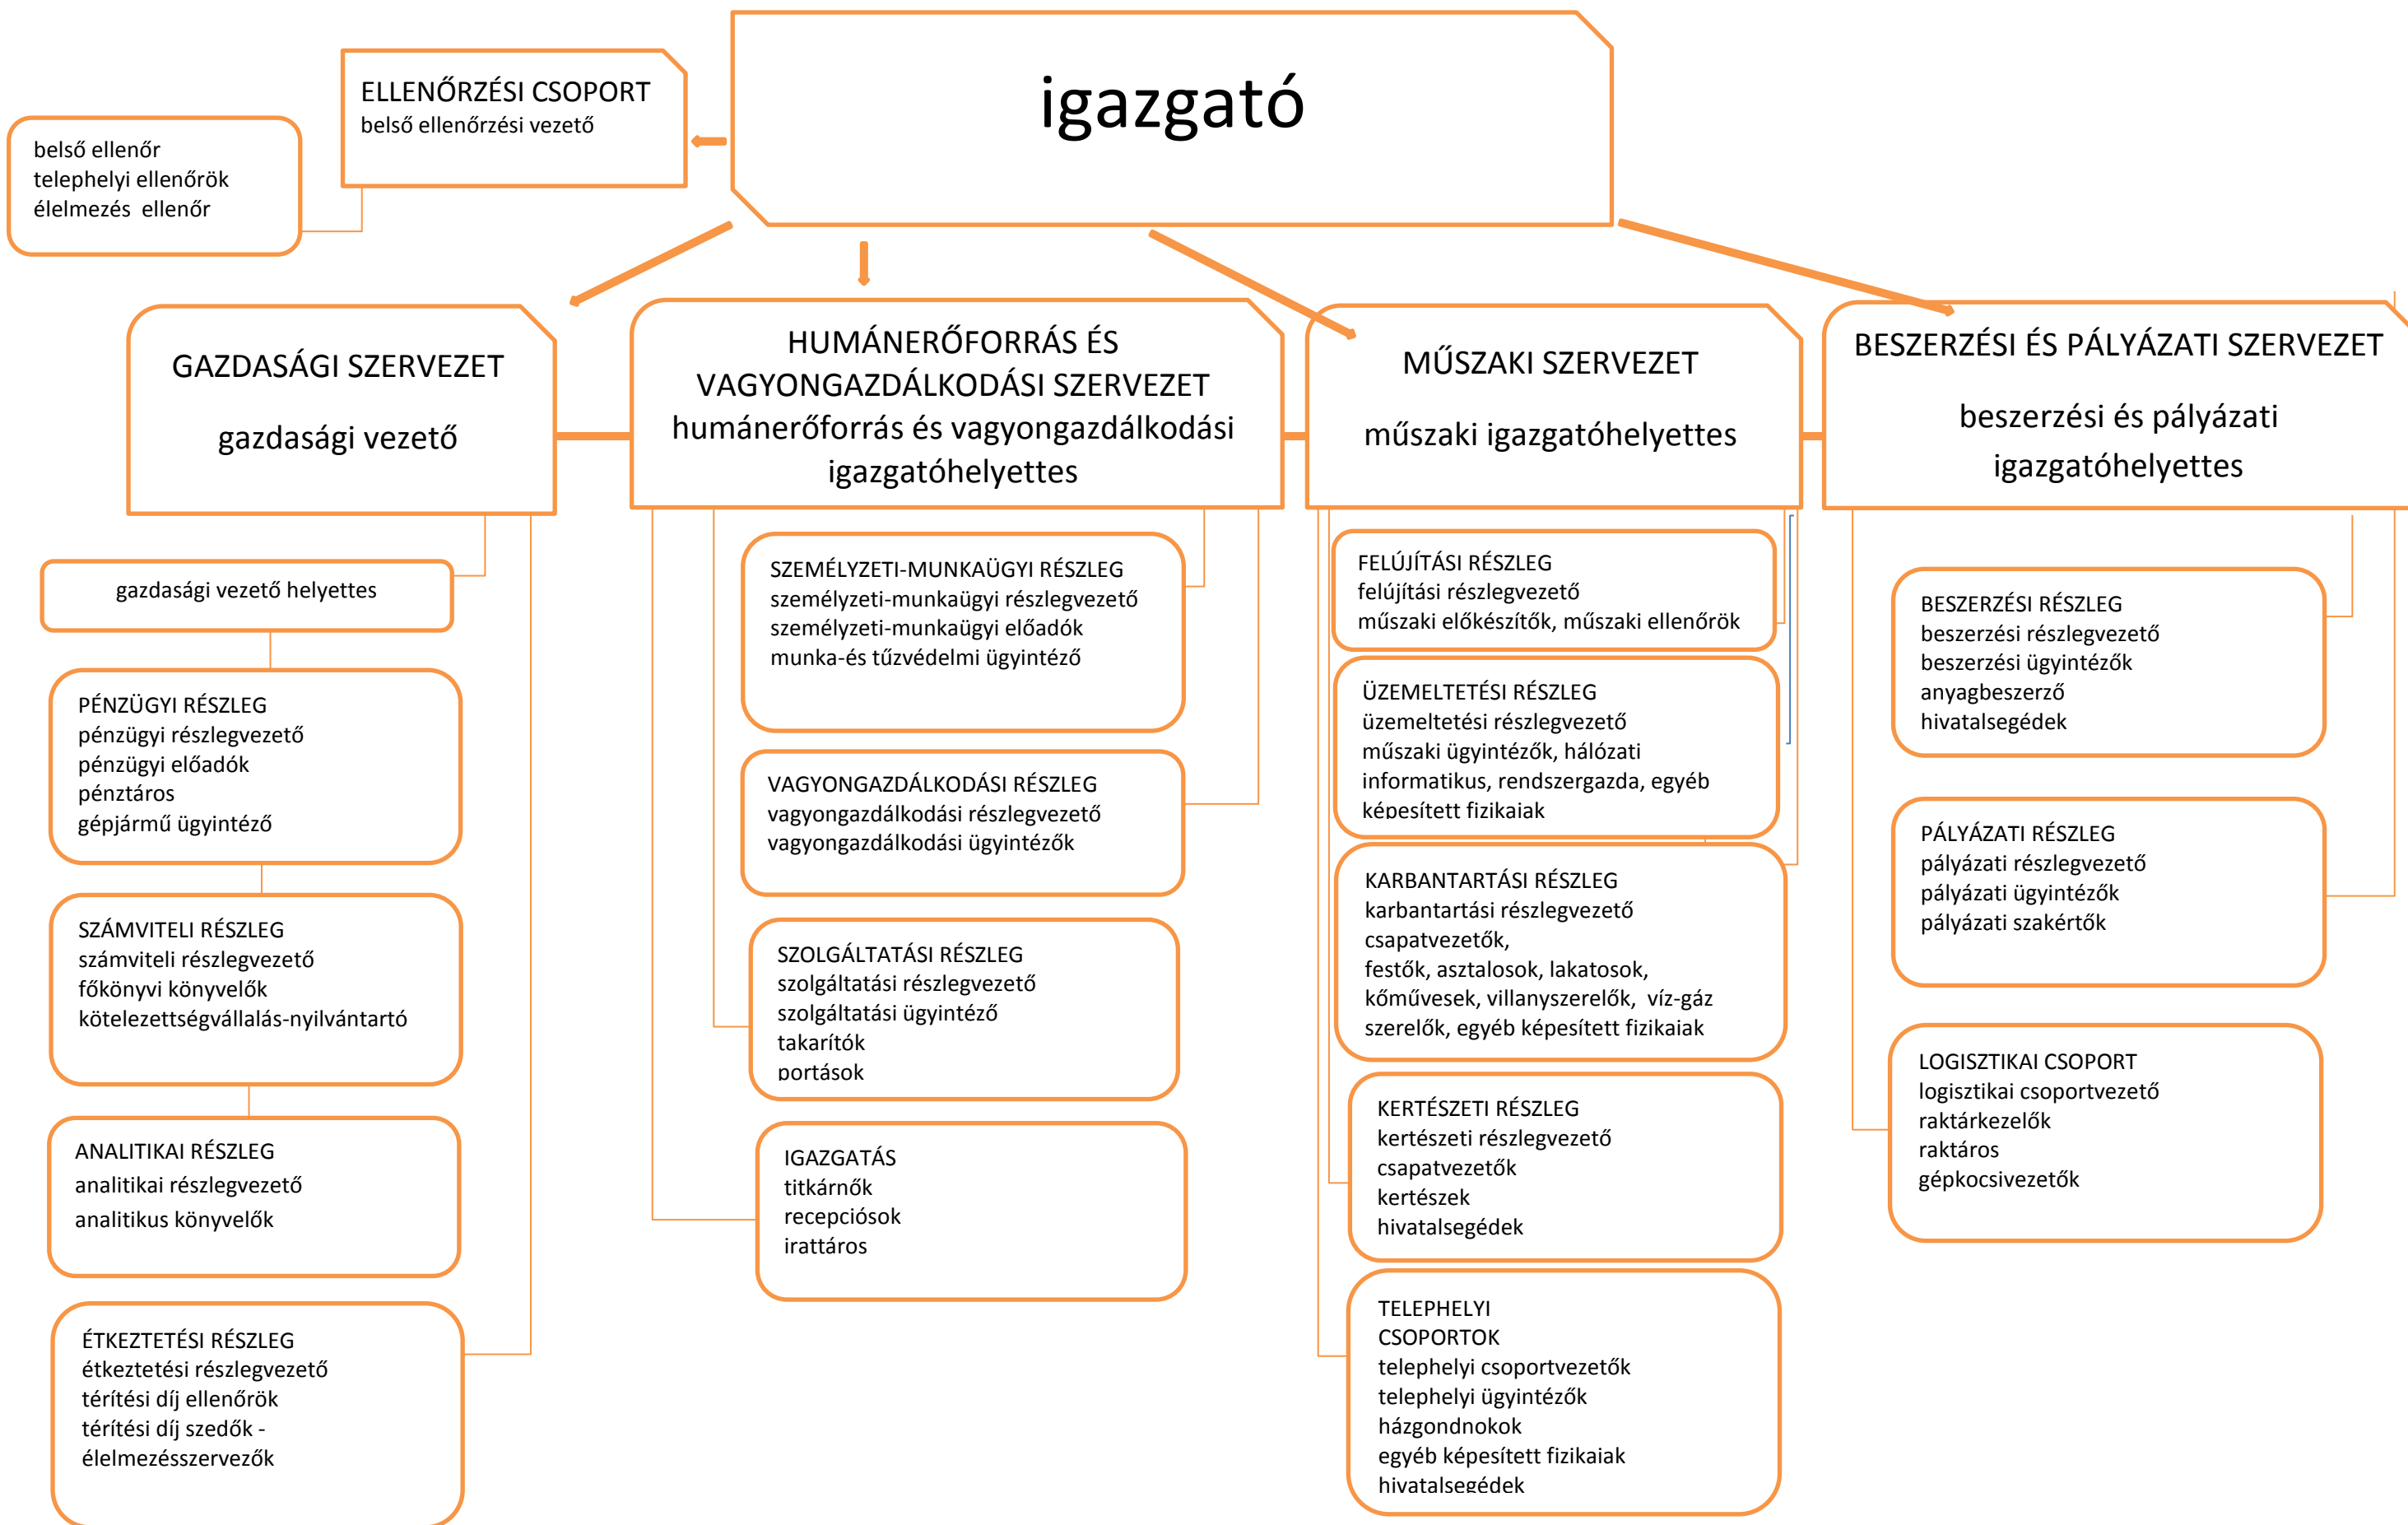 igazgató
ELLENŐRZÉSI CSOPORT
belső ellenőrzési vezető
belső ellenőr
telephelyi ellenőrök
élelmezés  ellenőr
GAZDASÁGI SZERVEZET
gazdasági vezető
gazdasági vezető helyettes
PÉNZÜGYI RÉSZLEG
pénzügyi részlegvezető
pénzügyi előadók
pénztáros
gépjármű ügyintéző
SZÁMVITELI RÉSZLEG
számviteli részlegvezető
főkönyvi könyvelők
kötelezettségvállalás-nyilvántartó
ANALITIKAI RÉSZLEG
analitikai részlegvezető
analitikus könyvelők
ÉTKEZTETÉSI RÉSZLEG
étkeztetési részlegvezető
térítési díj ellenőrök
térítési díj szedők -
élelmezésszervezők
HUMÁNERŐFORRÁS ÉS
VAGYONGAZDÁLKODÁSI SZERVEZET
humánerőforrás és vagyongazdálkodási
igazgatóhelyettes
SZEMÉLYZETI-MUNKAÜGYI RÉSZLEG
személyzeti-munkaügyi részlegvezető
személyzeti-munkaügyi előadók
munka-és tűzvédelmi ügyintéző
VAGYONGAZDÁLKODÁSI RÉSZLEG
vagyongazdálkodási részlegvezető
vagyongazdálkodási ügyintézők
SZOLGÁLTATÁSI RÉSZLEG
szolgáltatási részlegvezető
szolgáltatási ügyintéző
takarítók
portások
IGAZGATÁS
titkárnők
recepciósok
irattáros
MŰSZAKI SZERVEZET
műszaki igazgatóhelyettes
FELÚJÍTÁSI RÉSZLEG
felújítási részlegvezető
műszaki előkészítők, műszaki ellenőrök
ÜZEMELTETÉSI RÉSZLEG
üzemeltetési részlegvezető
műszaki ügyintézők, hálózati
informatikus, rendszergazda, egyéb
képesített fizikaiak
KARBANTARTÁSI RÉSZLEG
karbantartási részlegvezető
csapatvezetők,
festők, asztalosok, lakatosok,
kőművesek, villanyszerelők,  víz-gáz
szerelők, egyéb képesített fizikaiak
KERTÉSZETI RÉSZLEG
kertészeti részlegvezető
csapatvezetők
kertészek
hivatalsegédek
TELEPHELYI
CSOPORTOK
telephelyi csoportvezetők
telephelyi ügyintézők
házgondnokok
egyéb képesített fizikaiak
hivatalsegédek
BESZERZÉSI ÉS PÁLYÁZATI SZERVEZET
beszerzési és pályázati
igazgatóhelyettes
BESZERZÉSI RÉSZLEG
beszerzési részlegvezető
beszerzési ügyintézők
anyagbeszerző
hivatalsegédek
PÁLYÁZATI RÉSZLEG
pályázati részlegvezető
pályázati ügyintézők
pályázati szakértők
LOGISZTIKAI CSOPORT
logisztikai csoportvezető
raktárkezelők
raktáros
gépkocsivezetők